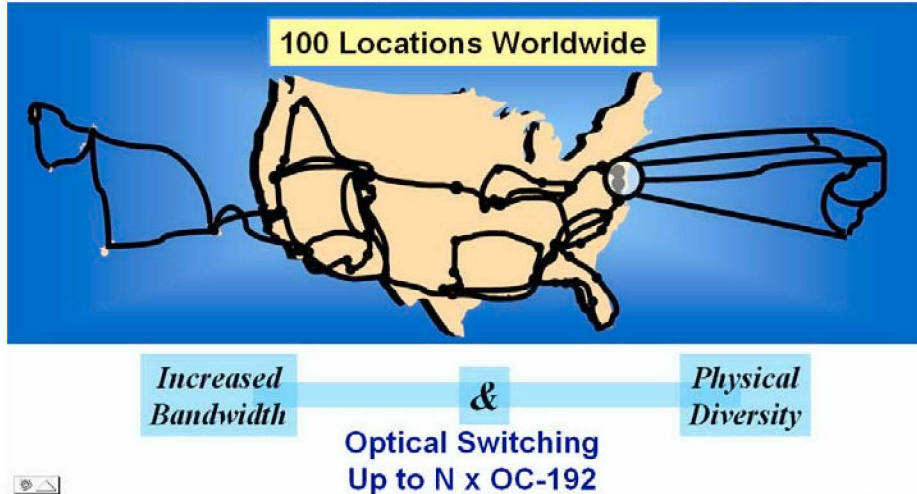 100 Locations Worldwide
Increased
Bandwidth
&
Physical
Diversity
Optical Switching
Up to N x OC-192